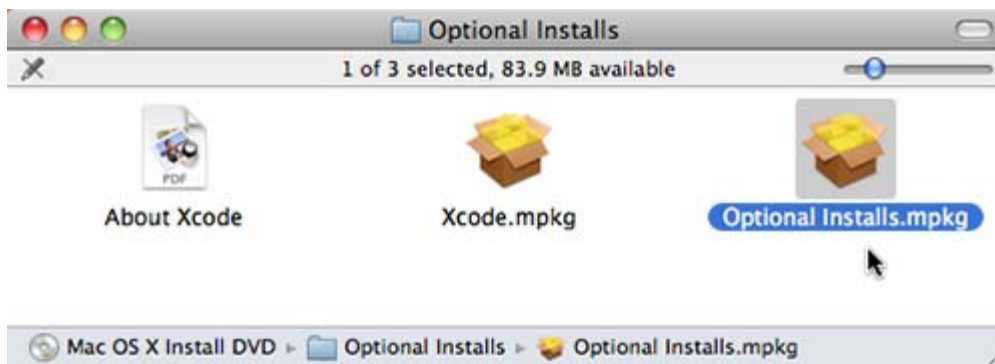 Optional Installs
1 of 3 selected, 83.9 MB available
PDF
About Xcode
Xcode.mpkg
Optional Installs.mpkg
Mac OS X Install DVD ▸ Optional Installs ▸ Optional Installs.mpkg